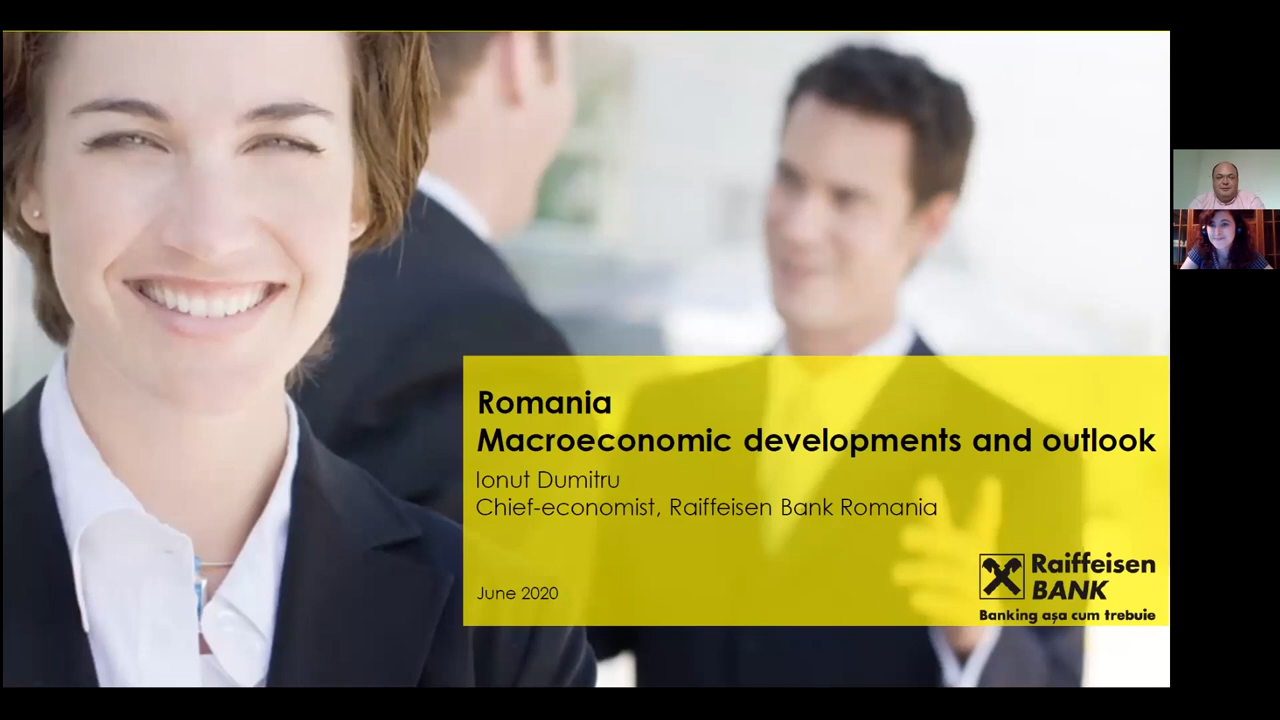 Romania
Macroeconomic developments and outlook
Ionut Dumitru
Chief-economist, Raiffeisen Bank Romania
June 2020
Raiffeisen
BANK
Banking așa cum trebuie